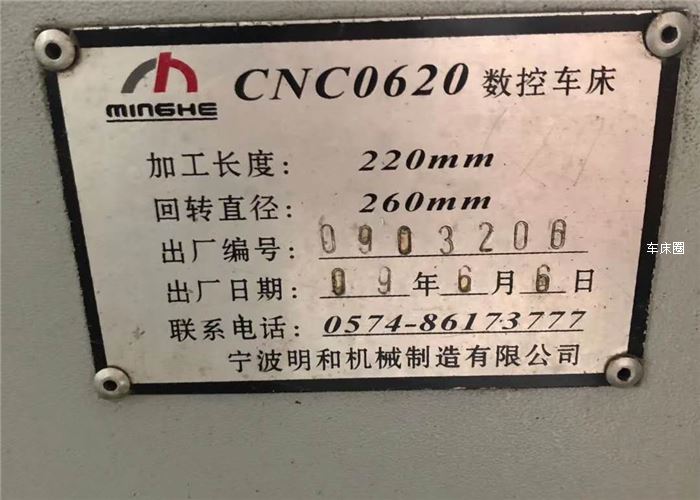 MINGHE
CNC0620 数控车床
加工长度： 220mm
回转直径： 260mm
出厂编号： 0903206
出厂日期： 09 年 6 月 6 日
联系电话： 0574-86173777
宁波明和机械制造有限公司
车床圈